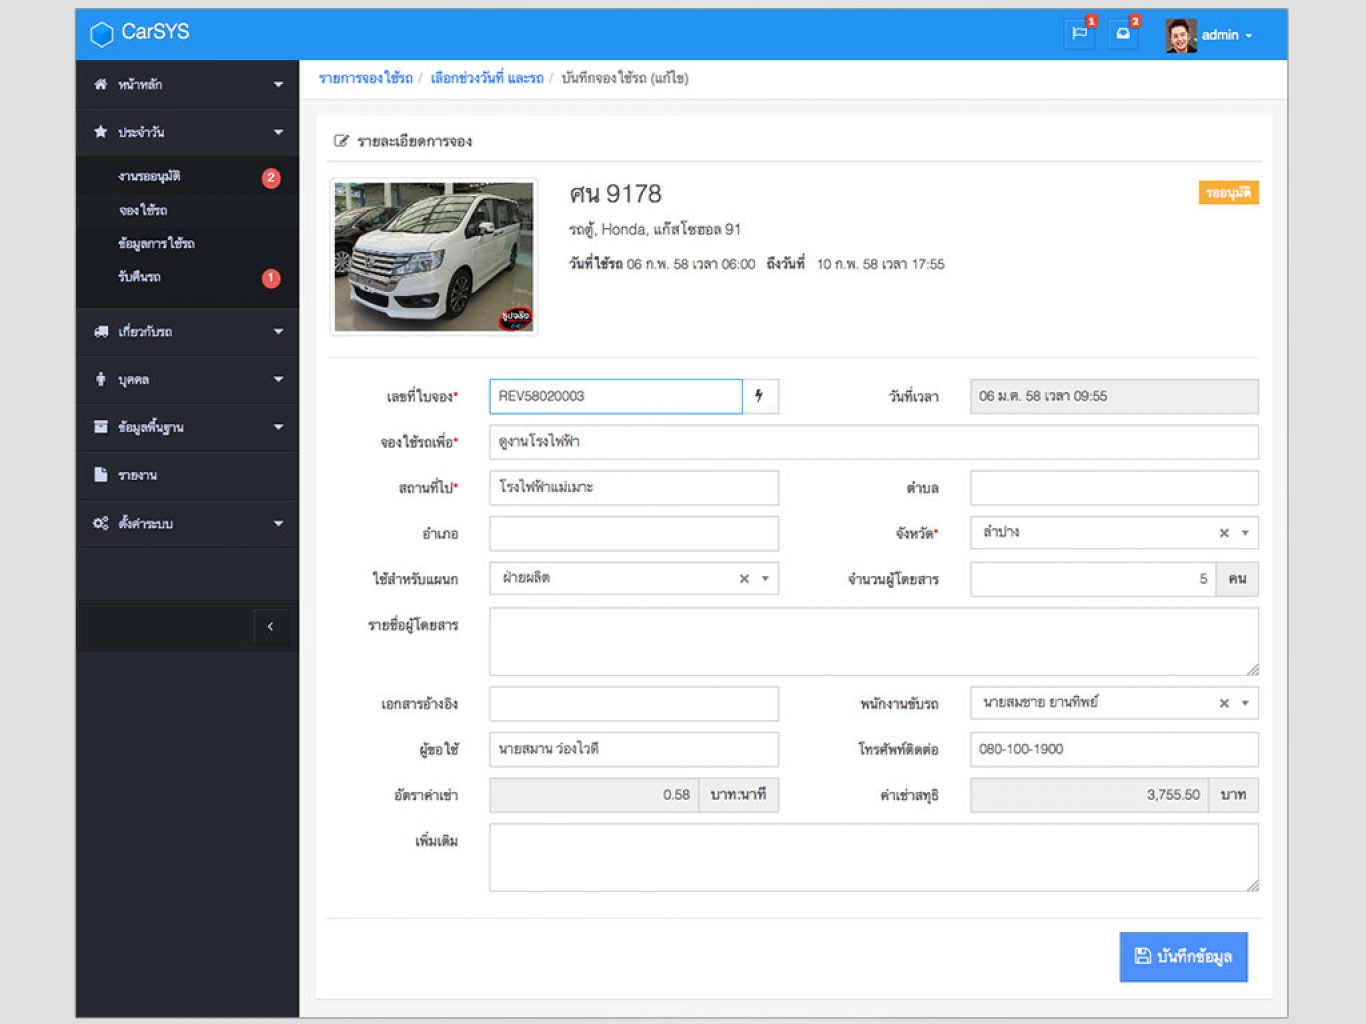 CarSYS
1
2
admin
หน้าหลัก
ประจำวัน
งานรออนุมัติ 2
จองใช้รถ
ข้อมูลการใช้รถ
รับคืนรถ 1
เกี่ยวกับรถ
บุคคล
ข้อมูลพื้นฐาน
รายงาน
ตั้งค่าระบบ
รายการจองใช้รถ / เลือกช่วงวันที่ และรถ / บันทึกจองใช้รถ (แก้ไข)
รายละเอียดการจอง
ศน 9178
รออนุมัติ
รถตู้, Honda, แก๊สโซฮอล 91
วันที่ใช้รถ 06 ก.พ. 58 เวลา 06:00 ถึงวันที่ 10 ก.พ. 58 เวลา 17:55
รูปจริง
เลขที่ใบจอง* REV58020003 วันที่เวลา 06 ม.ค. 58 เวลา 09:55
จองใช้รถเพื่อ* ดูงานโรงไฟฟ้า
สถานที่ไป* โรงไฟฟ้าแม่เมาะ ตำบล
อำเภอ จังหวัด* ลำปาง
ใช้สำหรับแผนก ฝ่ายผลิต จำนวนผู้โดยสาร 5 คน
รายชื่อผู้โดยสาร
เอกสารอ้างอิง พนักงานขับรถ นายสมชาย ยานทิพย์
ผู้ขอใช้ นายสมาน ว่องไวดี โทรศัพท์ติดต่อ 080-100-1900
อัตราค่าเช่า 0.58 บาท:นาที ค่าเช่าสุทธิ 3,755.50 บาท
เพิ่มเติม
บันทึกข้อมูล